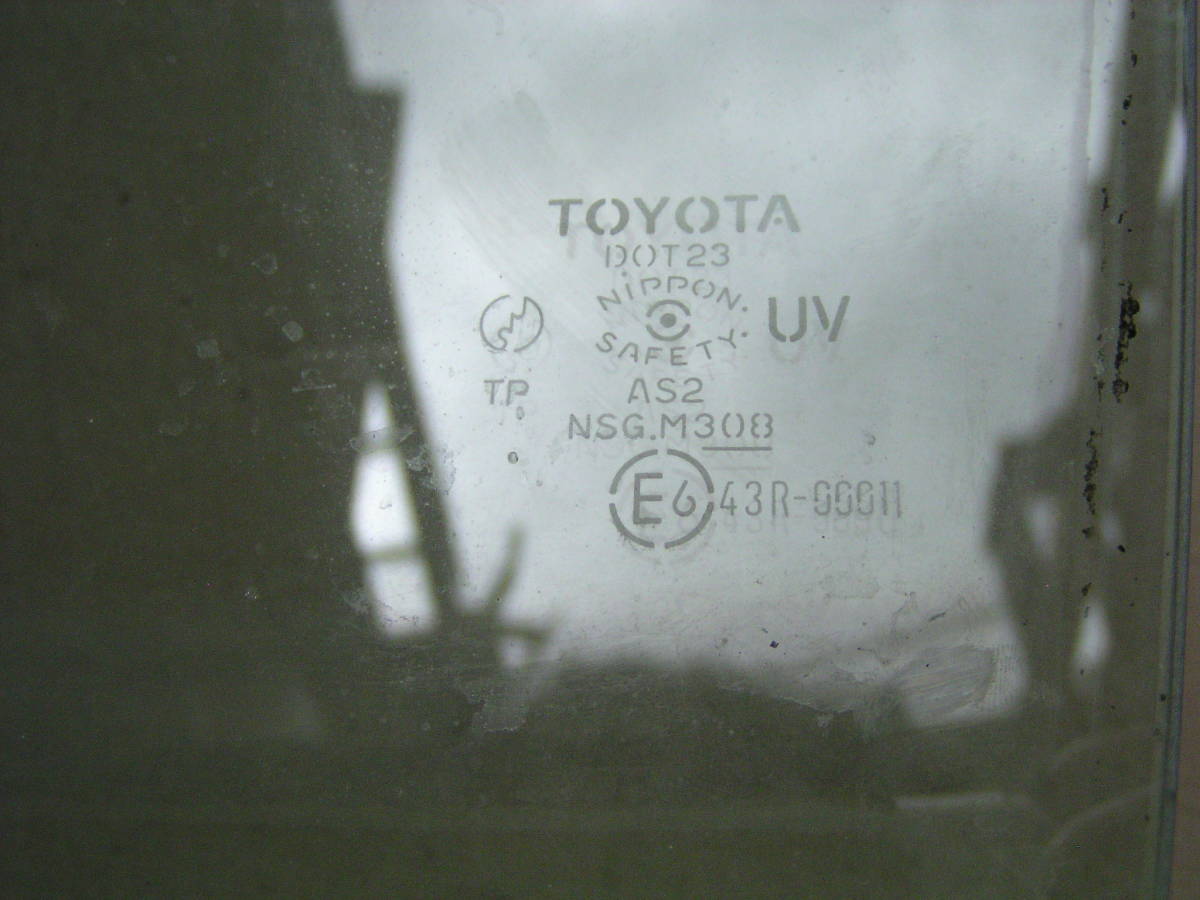 TOYOTA
DOT23
NIPPON.
SAFETY.
UV
TP
AS2
NSG.M308
E6 43R-00011